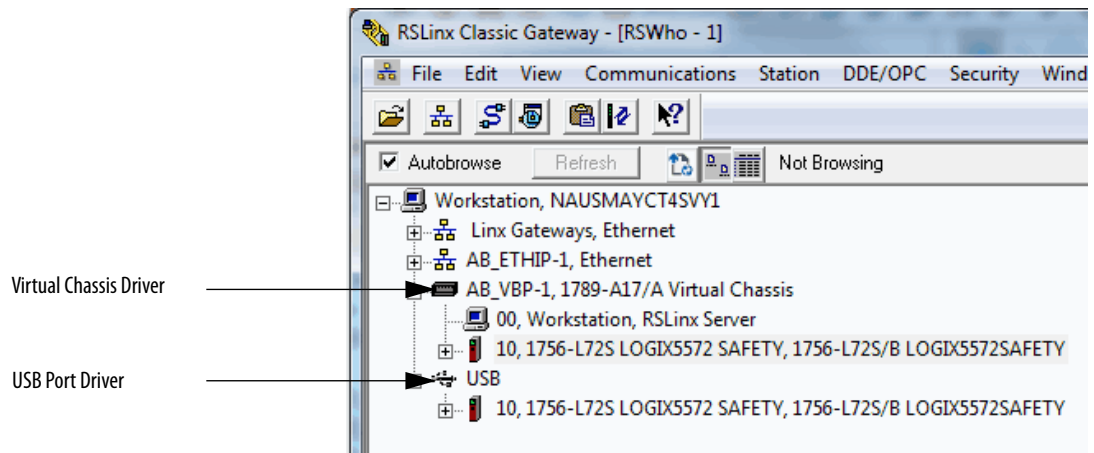 RSLinx Classic Gateway - [RSWho - 1]
File Edit View Communications Station DDE/OPC Security Wind
Autobrowse Refresh Not Browsing
Workstation, NAUSMAYCT4SVY1
Linx Gateways, Ethernet
AB_ETHIP-1, Ethernet
Virtual Chassis Driver
AB_VBP-1, 1789-A17/A Virtual Chassis
00, Workstation, RSLinx Server
10, 1756-L72S LOGIX5572 SAFETY, 1756-L72S/B LOGIX5572SAFETY
USB Port Driver
USB
10, 1756-L72S LOGIX5572 SAFETY, 1756-L72S/B LOGIX5572SAFETY